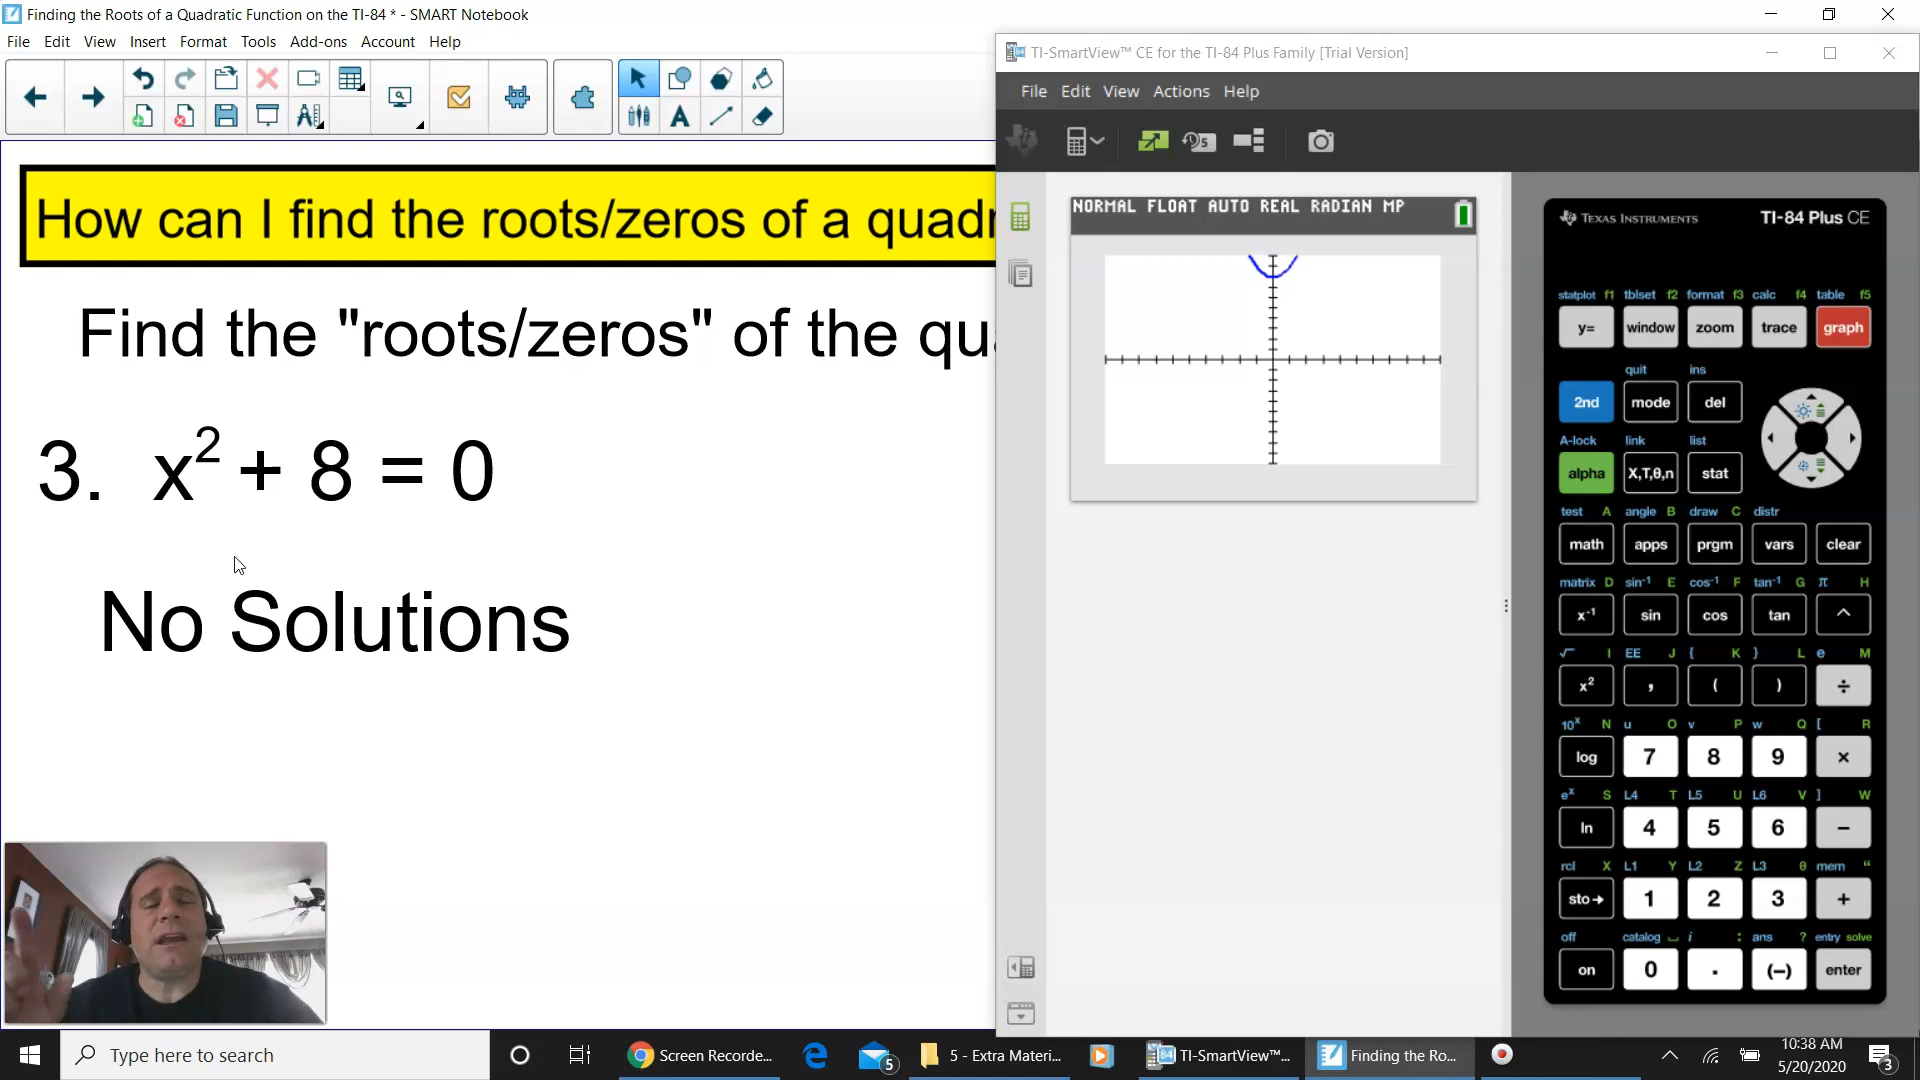 Finding the Roots of a Quadratic Function on the TI-84 * - SMART Notebook
File Edit View Insert Format Tools Add-ons Account Help
How can I find the roots/zeros of a quadr
Find the "roots/zeros" of the qu
3. x² + 8 = 0
No Solutions
TI-SmartView™ CE for the TI-84 Plus Family [Trial Version]
File Edit View Actions Help
NORMAL FLOAT AUTO REAL RADIAN MP
TEXAS INSTRUMENTS TI-84 Plus CE
statplot f1 tblset f2 format f3 calc f4 table f5
y= window zoom trace graph
quit ins
2nd mode del
A-lock link list
alpha X,T,θ,n stat
test A angle B draw C distr
math apps prgm vars clear
matrix D sin⁻¹ E cos⁻¹ F tan⁻¹ G π H
x⁻¹ sin cos tan ^
√ I EE J { K } L e M
x² , ( ) ÷
10ˣ N u O v P w Q [ R
log 7 8 9 ×
eˣ S L4 T L5 U L6 V ] W
ln 4 5 6 −
rcl X L1 Y L2 Z L3 θ mem “
sto→ 1 2 3 +
off catalog ⎵ i : ans ? entry solve
on 0 . (−) enter
Type here to search
Screen Recorde...
5
5 - Extra Materi...
84 TI-SmartView™...
Finding the Ro...
10:38 AM
5/20/2020
3